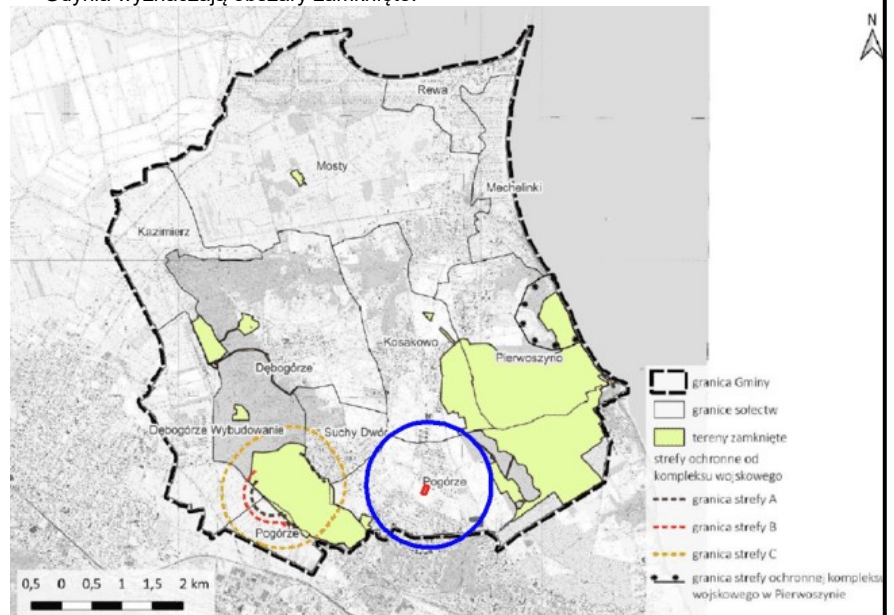 Gdynia wyznaczają obszary zamknięte.
N
Rewa
Mosty
Mechelinki
Kazimierz
Kosakowo
Pierwoszyno
Dębogórze
Dębogórze Wybudowanie
Suchy Dwór
Pogórze
Pogórze
granica Gminy
granice sołectw
tereny zamknięte
strefy ochronne od
kompleksu wojskowego
granica strefy A
granica strefy B
granica strefy C
granica strefy ochronnej kompleksu
wojskowego w Pierwoszynie
0,5 0 0,5 1 1,5 2 km